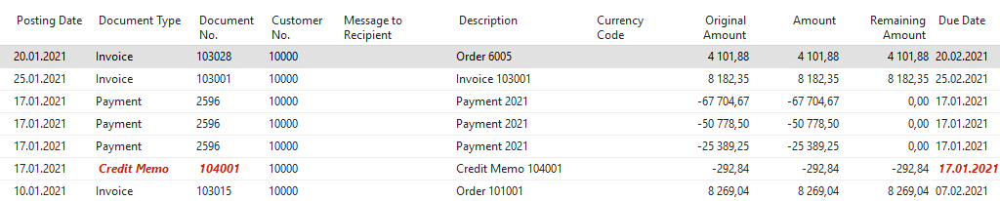 Posting Date Document Type Document No. Customer No. Message to Recipient Description Currency Code Original Amount Amount Remaining Amount Due Date
20.01.2021 Invoice 103028 10000 Order 6005 4 101,88 4 101,88 4 101,88 20.02.2021
25.01.2021 Invoice 103001 10000 Invoice 103001 8 182,35 8 182,35 8 182,35 25.02.2021
17.01.2021 Payment 2596 10000 Payment 2021 -67 704,67 -67 704,67 0,00 17.01.2021
17.01.2021 Payment 2596 10000 Payment 2021 -50 778,50 -50 778,50 0,00 17.01.2021
17.01.2021 Payment 2596 10000 Payment 2021 -25 389,25 -25 389,25 0,00 17.01.2021
17.01.2021 Credit Memo 104001 10000 Credit Memo 104001 -292,84 -292,84 -292,84 17.01.2021
10.01.2021 Invoice 103015 10000 Order 101001 8 269,04 8 269,04 8 269,04 07.02.2021